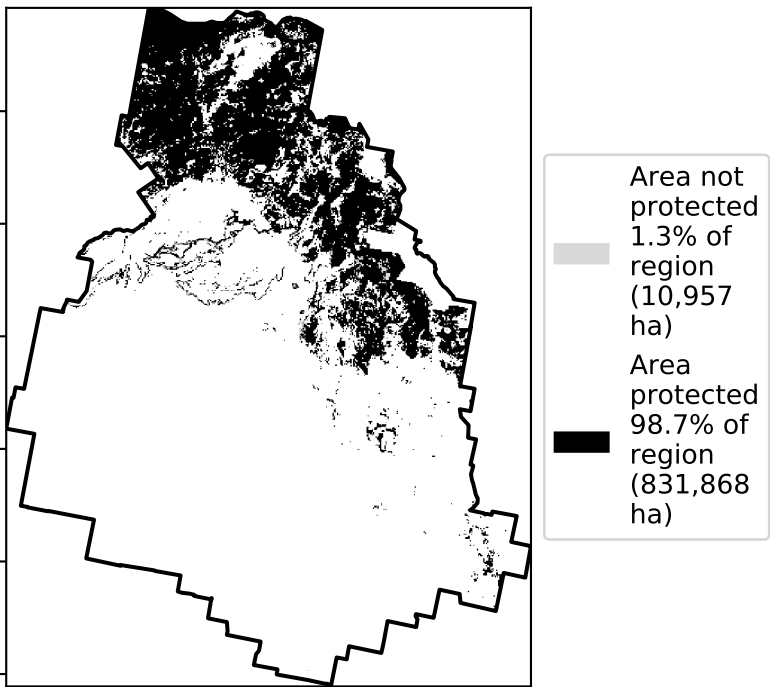 Area not
protected
1.3% of
region
(10,957
ha)
Area
protected
98.7% of
region
(831,868
ha)